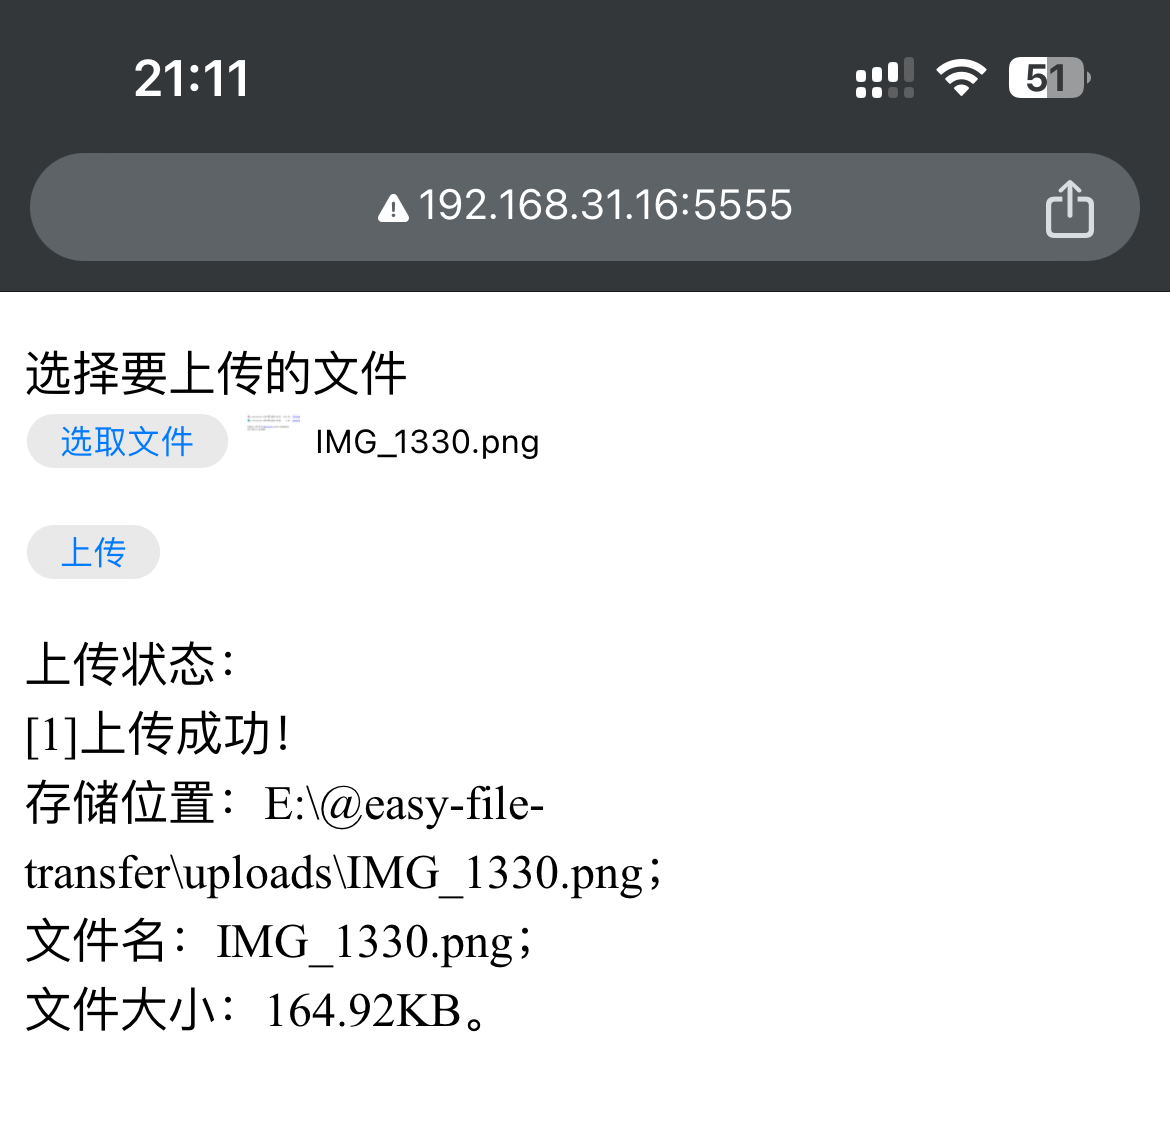 21:11
51
192.168.31.16:5555
选择要上传的文件
选取文件 IMG_1330.png
上传
上传状态：
[1]上传成功！
存储位置：E:\@easy-file-
transfer\uploads\IMG_1330.png；
文件名：IMG_1330.png；
文件大小：164.92KB。